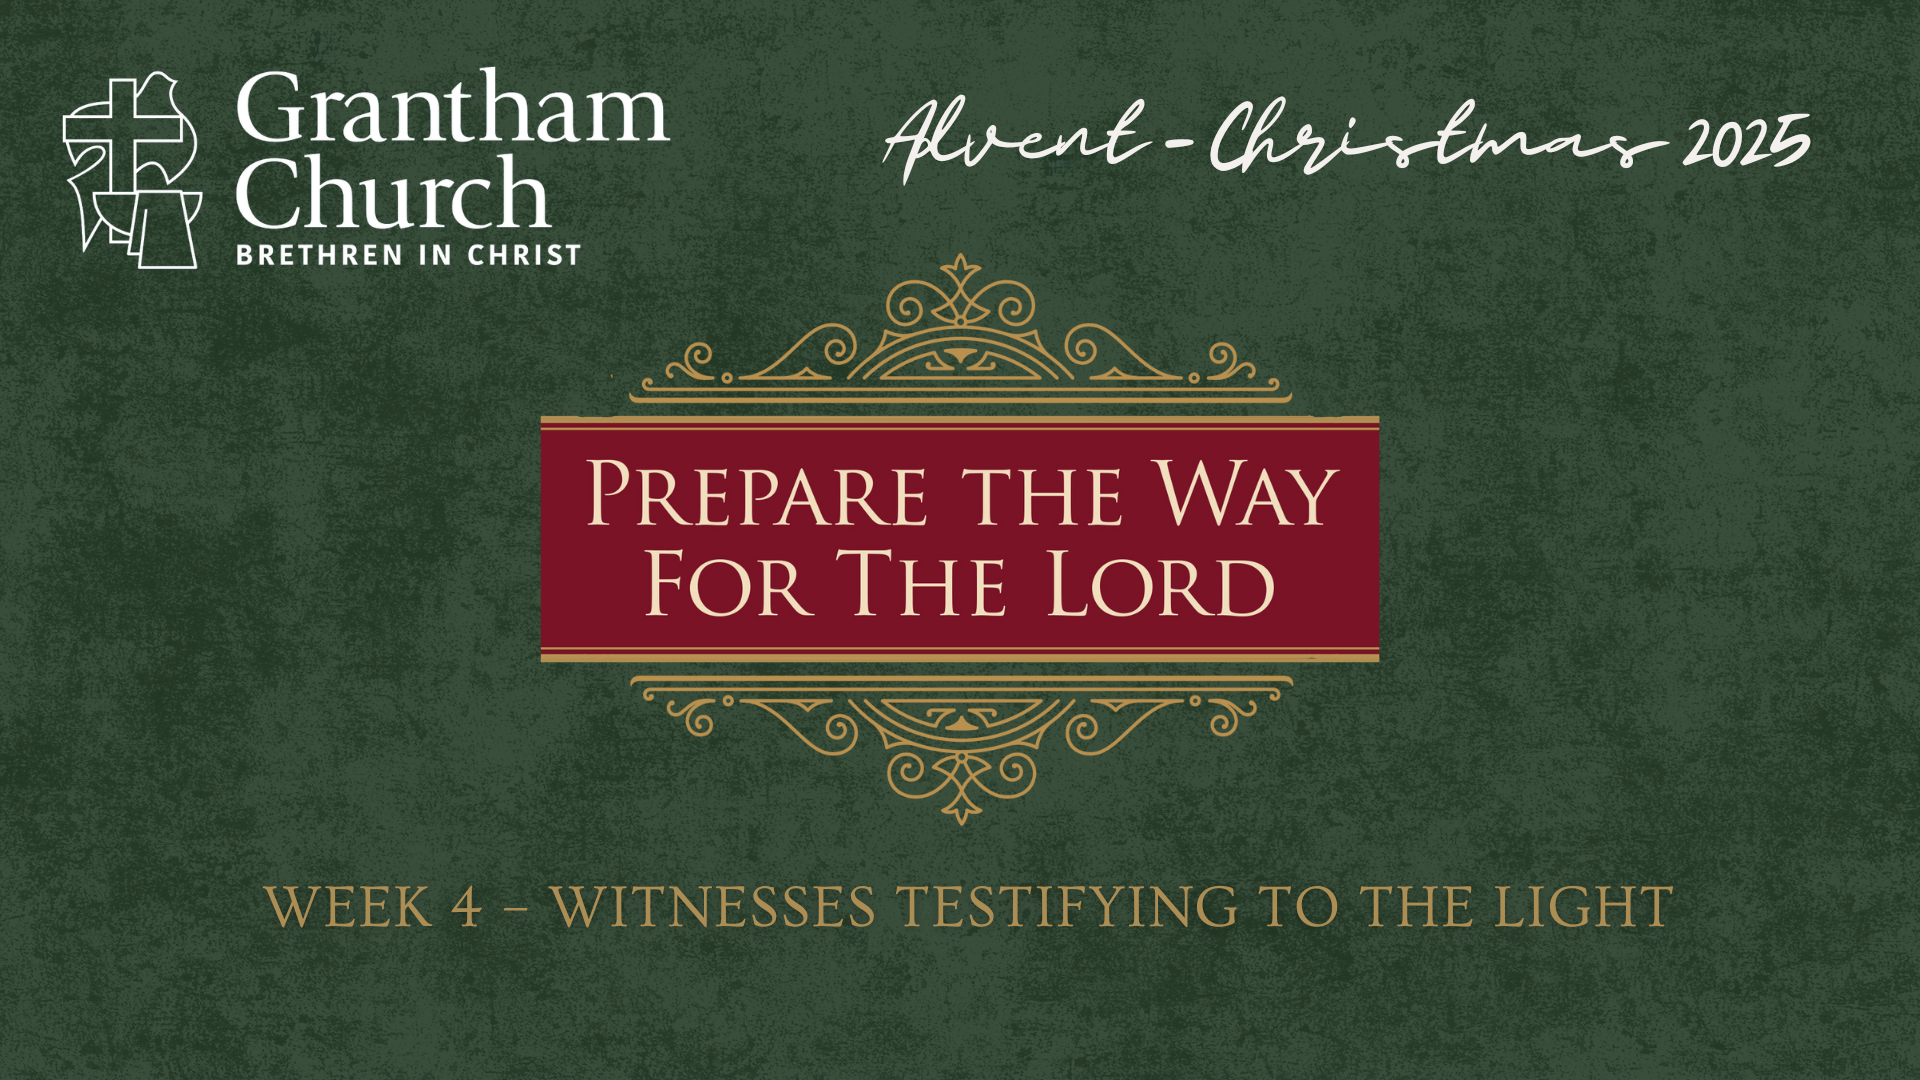 Grantham
Church
BRETHREN IN CHRIST
Advent - Christmas 2025
PREPARE THE WAY
FOR THE LORD
WEEK 4 – WITNESSES TESTIFYING TO THE LIGHT